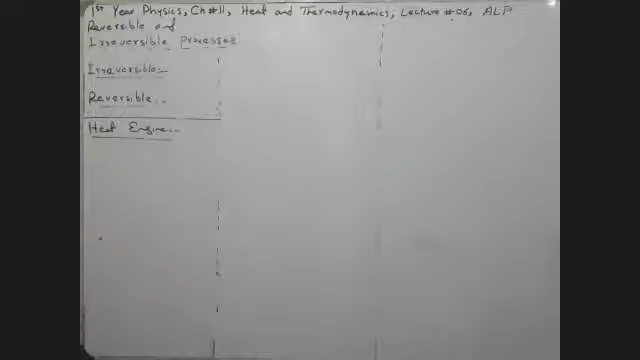 1st Year Physics, Ch#11, Heat and Thermodynamics, Lecture #06, ALP
Reversible and
Irreversible Processes
Irreversible:-
Reversible:-
Heat Engine:-